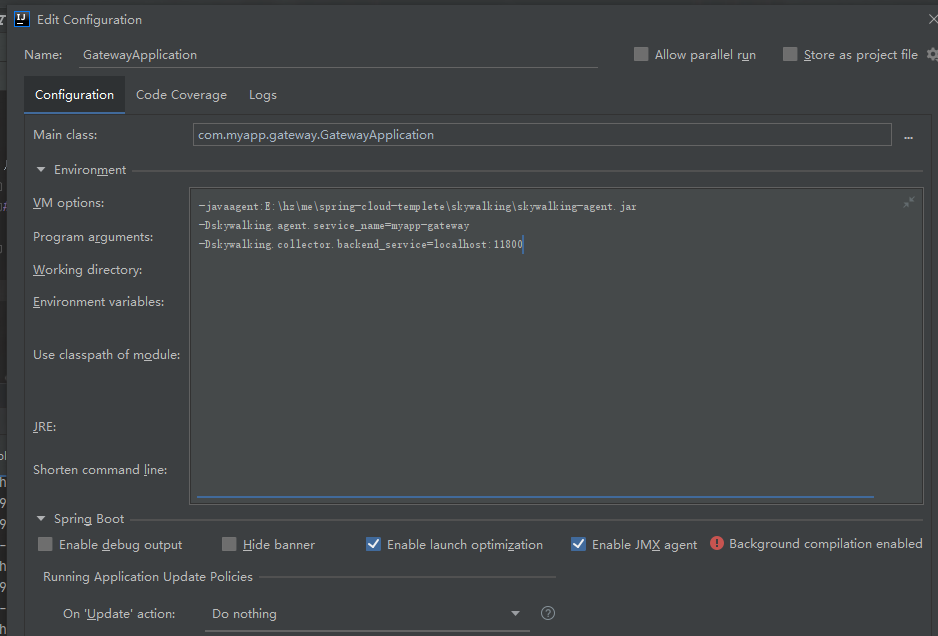 IJ Edit Configuration
Name: GatewayApplication Allow parallel run Store as project file
Configuration Code Coverage Logs
Main class: com.myapp.gateway.GatewayApplication ...
Environment
VM options:
-javaagent:E:\hz\me\spring-cloud-templete\skywalking\skywalking-agent.jar
-Dskywalking.agent.service_name=myapp-gateway
-Dskywalking.collector.backend_service=localhost:11800
Program arguments:
Working directory:
Environment variables:
Use classpath of module:
JRE:
Shorten command line:
Spring Boot
Enable debug output Hide banner Enable launch optimization Enable JMX agent Background compilation enabled
Running Application Update Policies
On 'Update' action: Do nothing ?